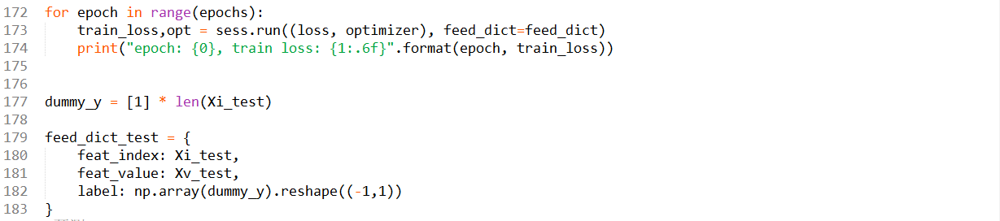 172 for epoch in range(epochs):
173     train_loss,opt = sess.run((loss, optimizer), feed_dict=feed_dict)
174     print("epoch: {0}, train loss: {1:.6f}".format(epoch, train_loss))
175
176
177 dummy_y = [1] * len(Xi_test)
178
179 feed_dict_test = {
180     feat_index: Xi_test,
181     feat_value: Xv_test,
182     label: np.array(dummy_y).reshape((-1,1))
183 }